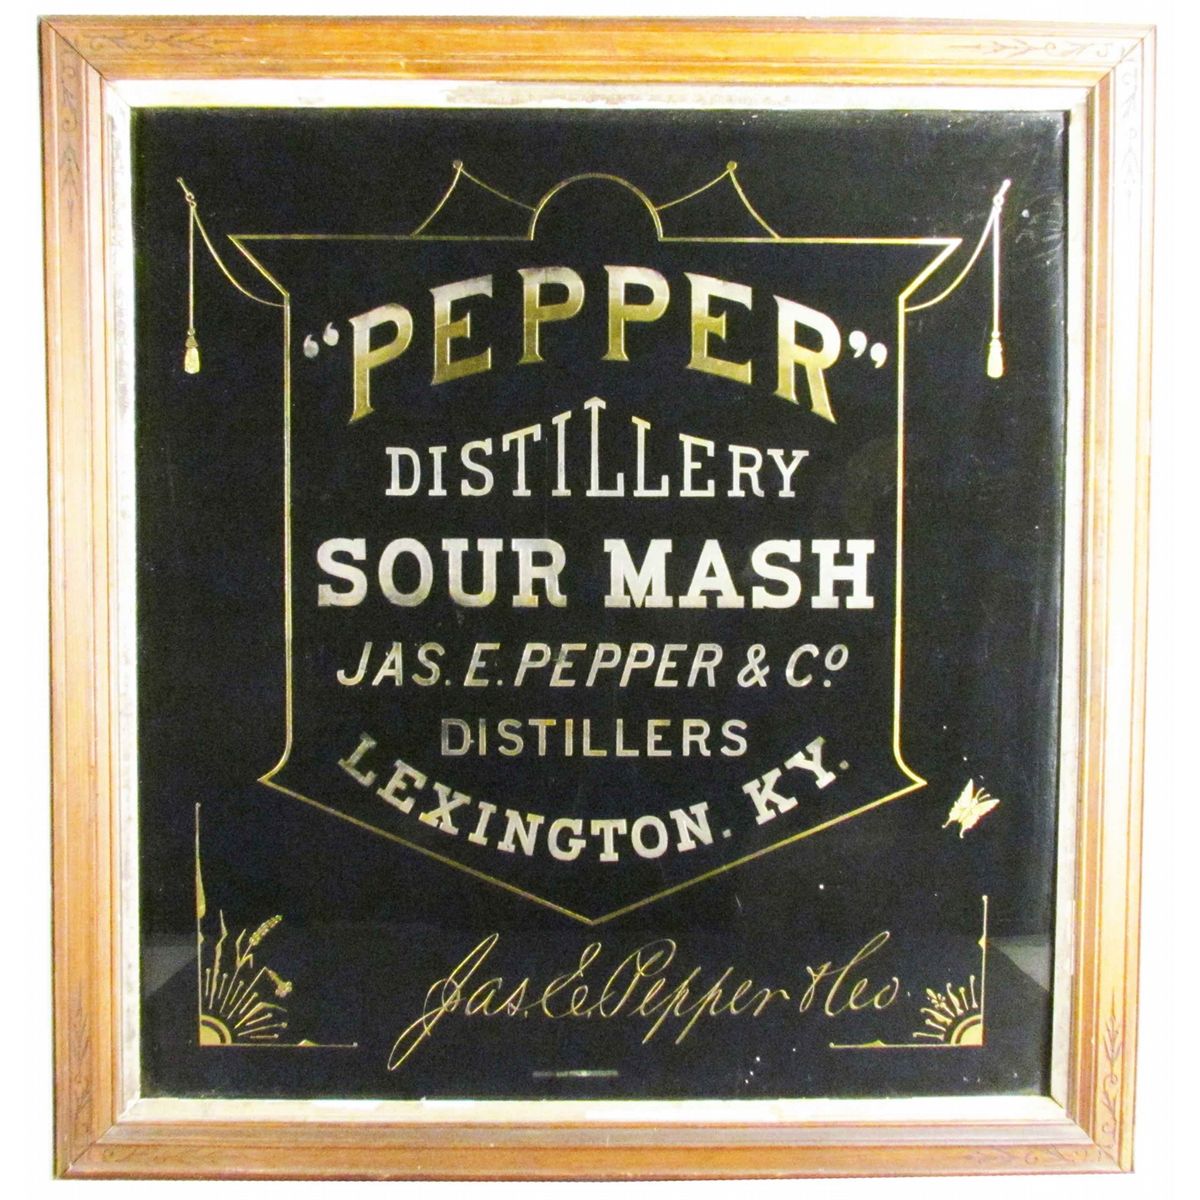 “PEPPER”
DISTILLERY
SOUR MASH
JAS. E. PEPPER & Cº.
DISTILLERS
LEXINGTON. KY.
Jas. E. Pepper & Co.